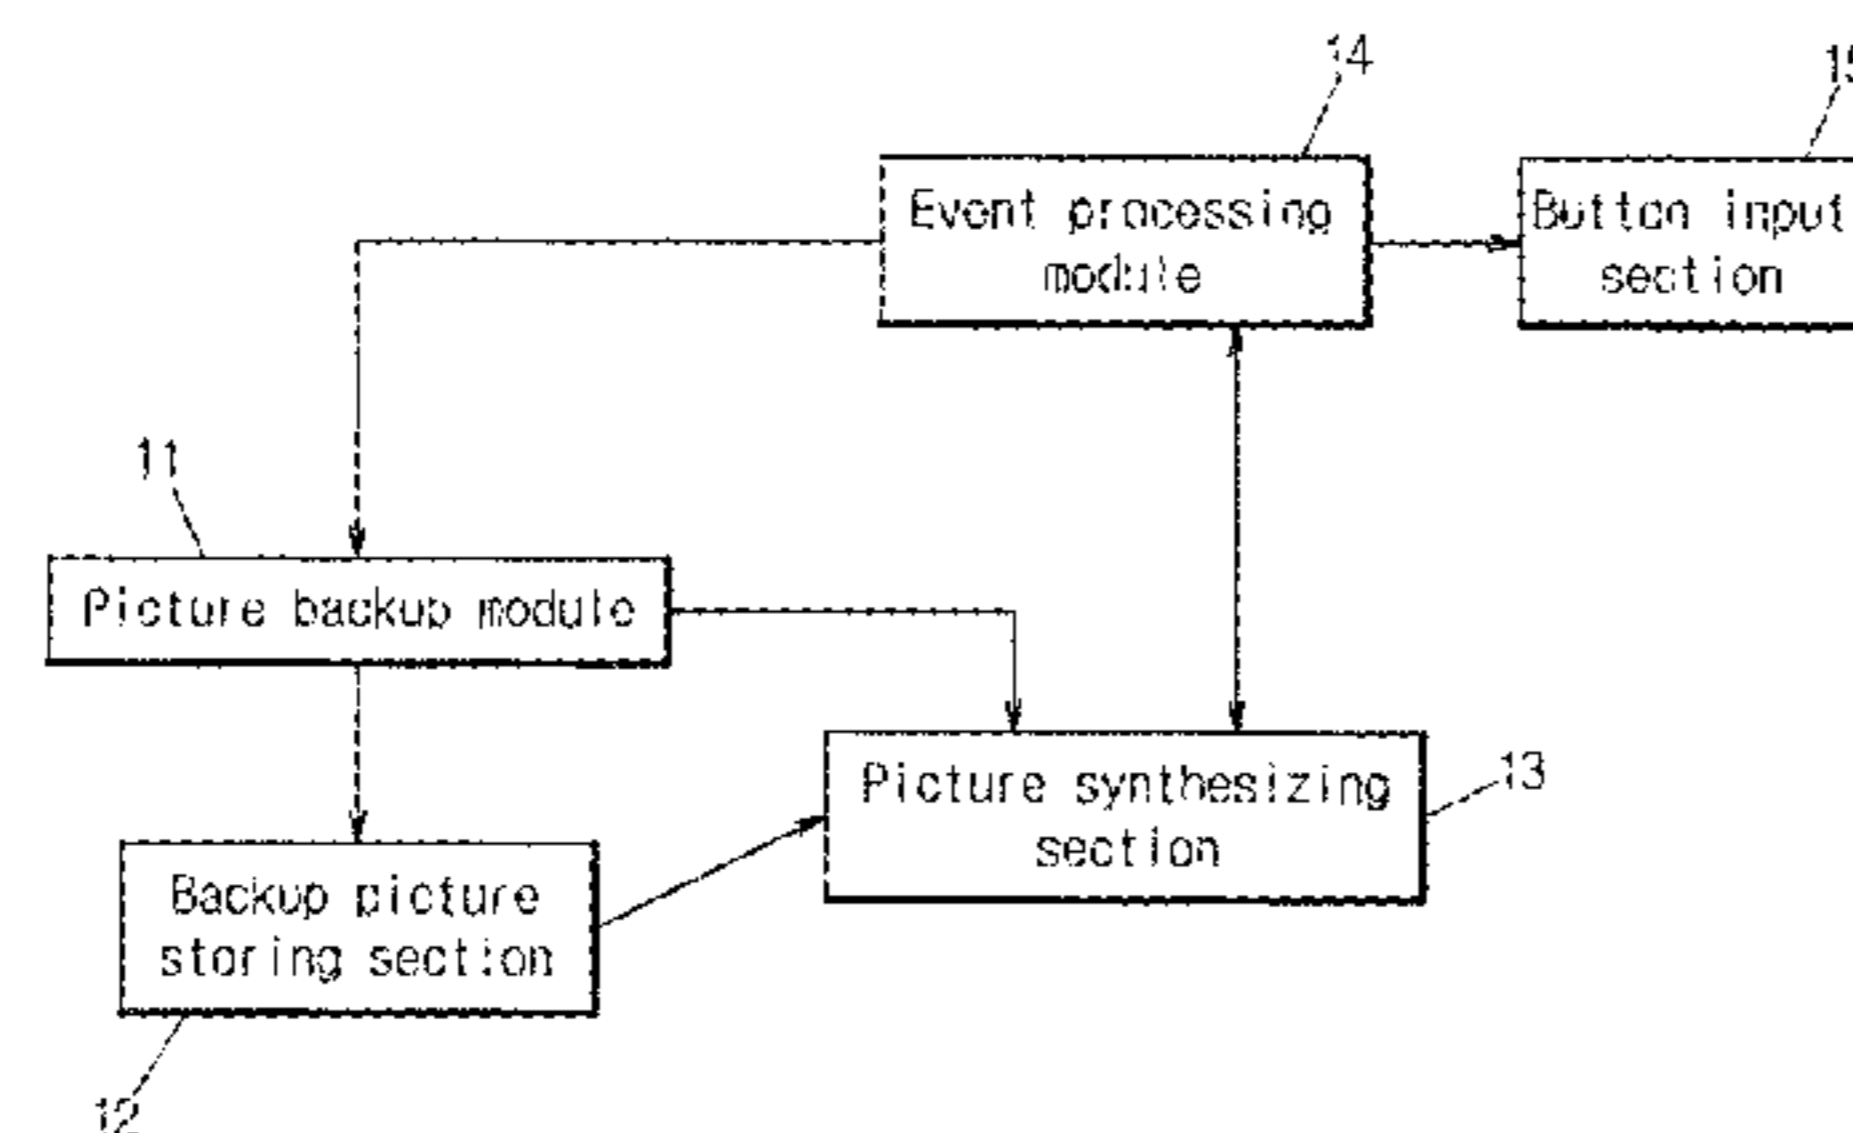 14
15
Event processing
module
Button input
section
11
Picture backup module
Picture synthesizing
section
13
Backup picture
storing section
12